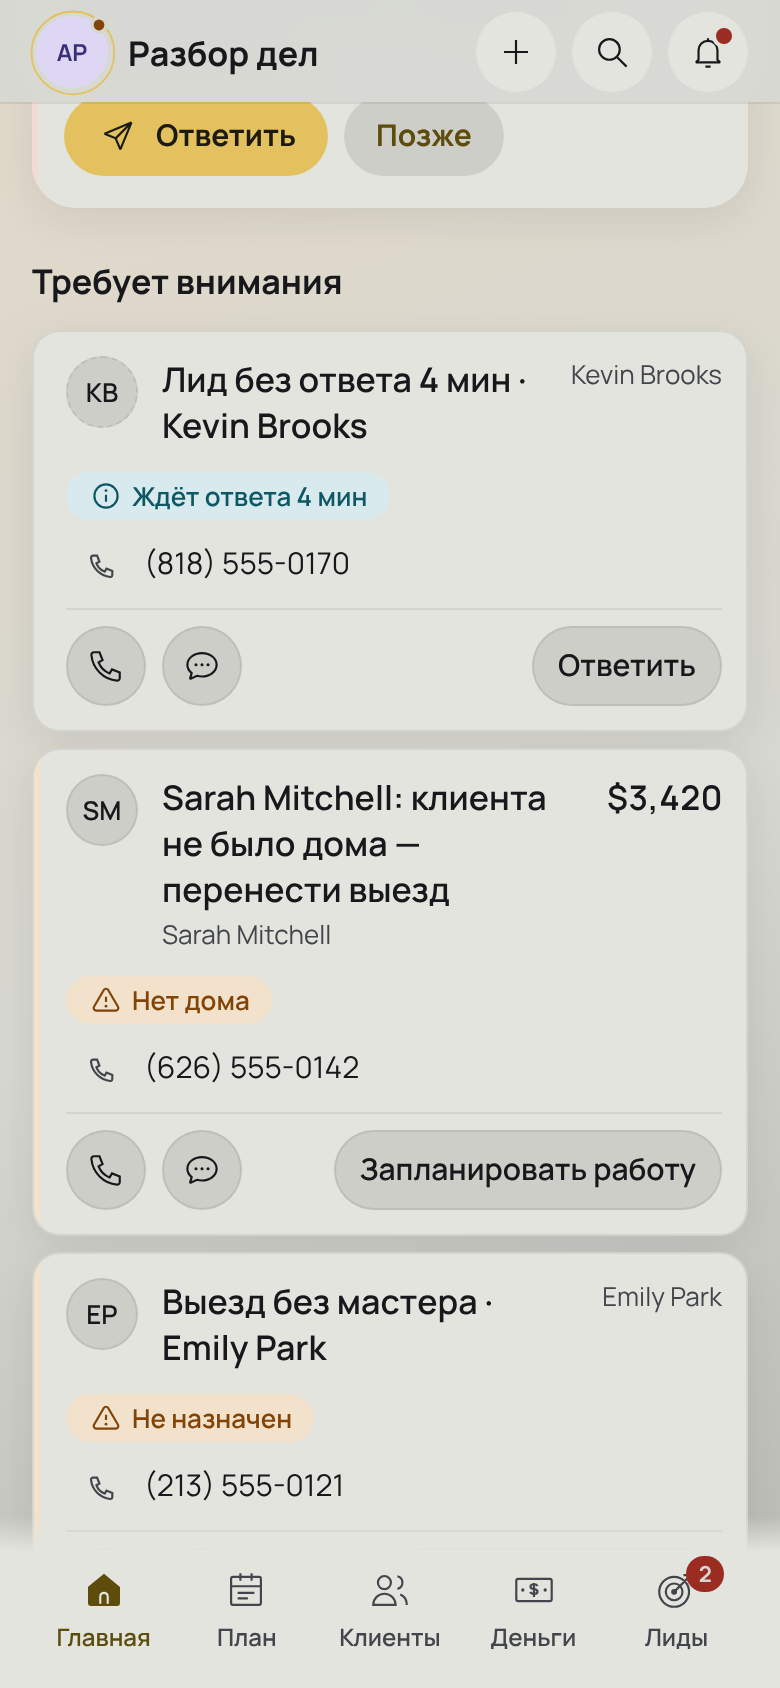 AP
Разбор дел
Ответить
Позже
Требует внимания
KB
Лид без ответа 4 мин ·
Kevin Brooks
Kevin Brooks
Ждёт ответа 4 мин
(818) 555-0170
Ответить
SM
Sarah Mitchell: клиента
не было дома —
перенести выезд
$3,420
Sarah Mitchell
Нет дома
(626) 555-0142
Запланировать работу
EP
Выезд без мастера ·
Emily Park
Emily Park
Не назначен
(213) 555-0121
2
Главная
План
Клиенты
Деньги
Лиды